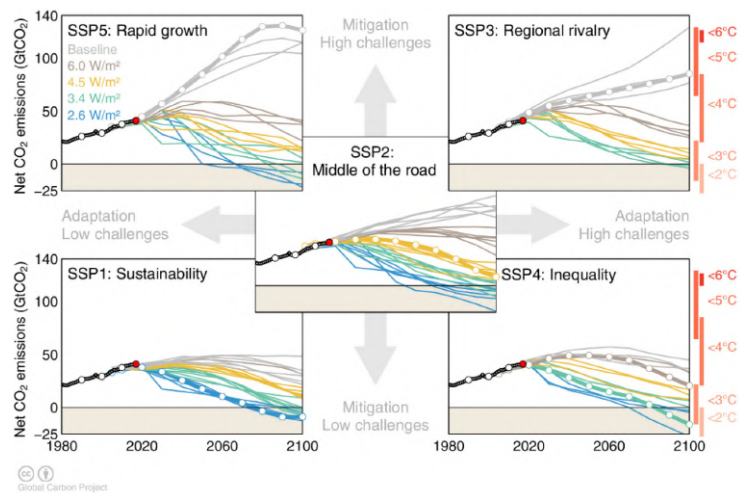 140
SSP5: Rapid growth
Baseline
6.0 W/m²
4.5 W/m²
3.4 W/m²
2.6 W/m²
100
50
0
−25
Net CO₂ emissions (GtCO₂)
Mitigation
High challenges
SSP3: Regional rivalry
<6°C
<5°C
<4°C
<3°C
<2°C
SSP2:
Middle of the road
Adaptation
Low challenges
Adaptation
High challenges
140
SSP1: Sustainability
100
50
0
−25
Net CO₂ emissions (GtCO₂)
1980
2020
2060
2100
Mitigation
Low challenges
SSP4: Inequality
<6°C
<5°C
<4°C
<3°C
<2°C
1980
2020
2060
2100
cc
Global Carbon Project